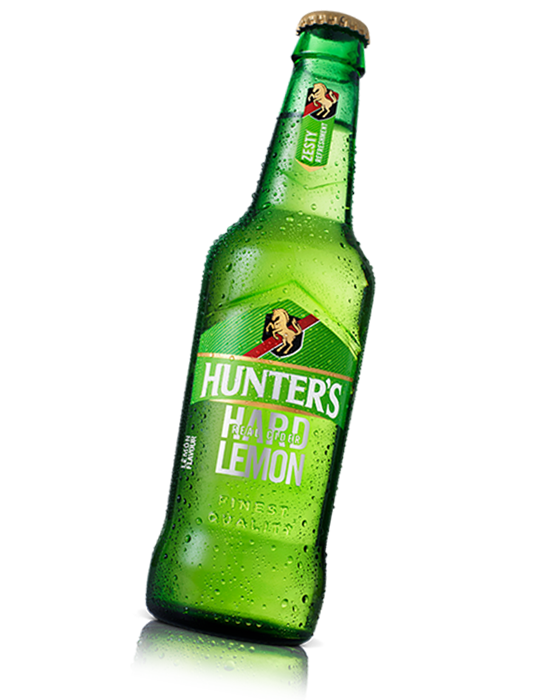 ZESTY
REFRESHMENT
HUNTER'S
HARD
REAL CIDER
LEMON
LEMON
FLAVOUR
FINEST
QUALITY